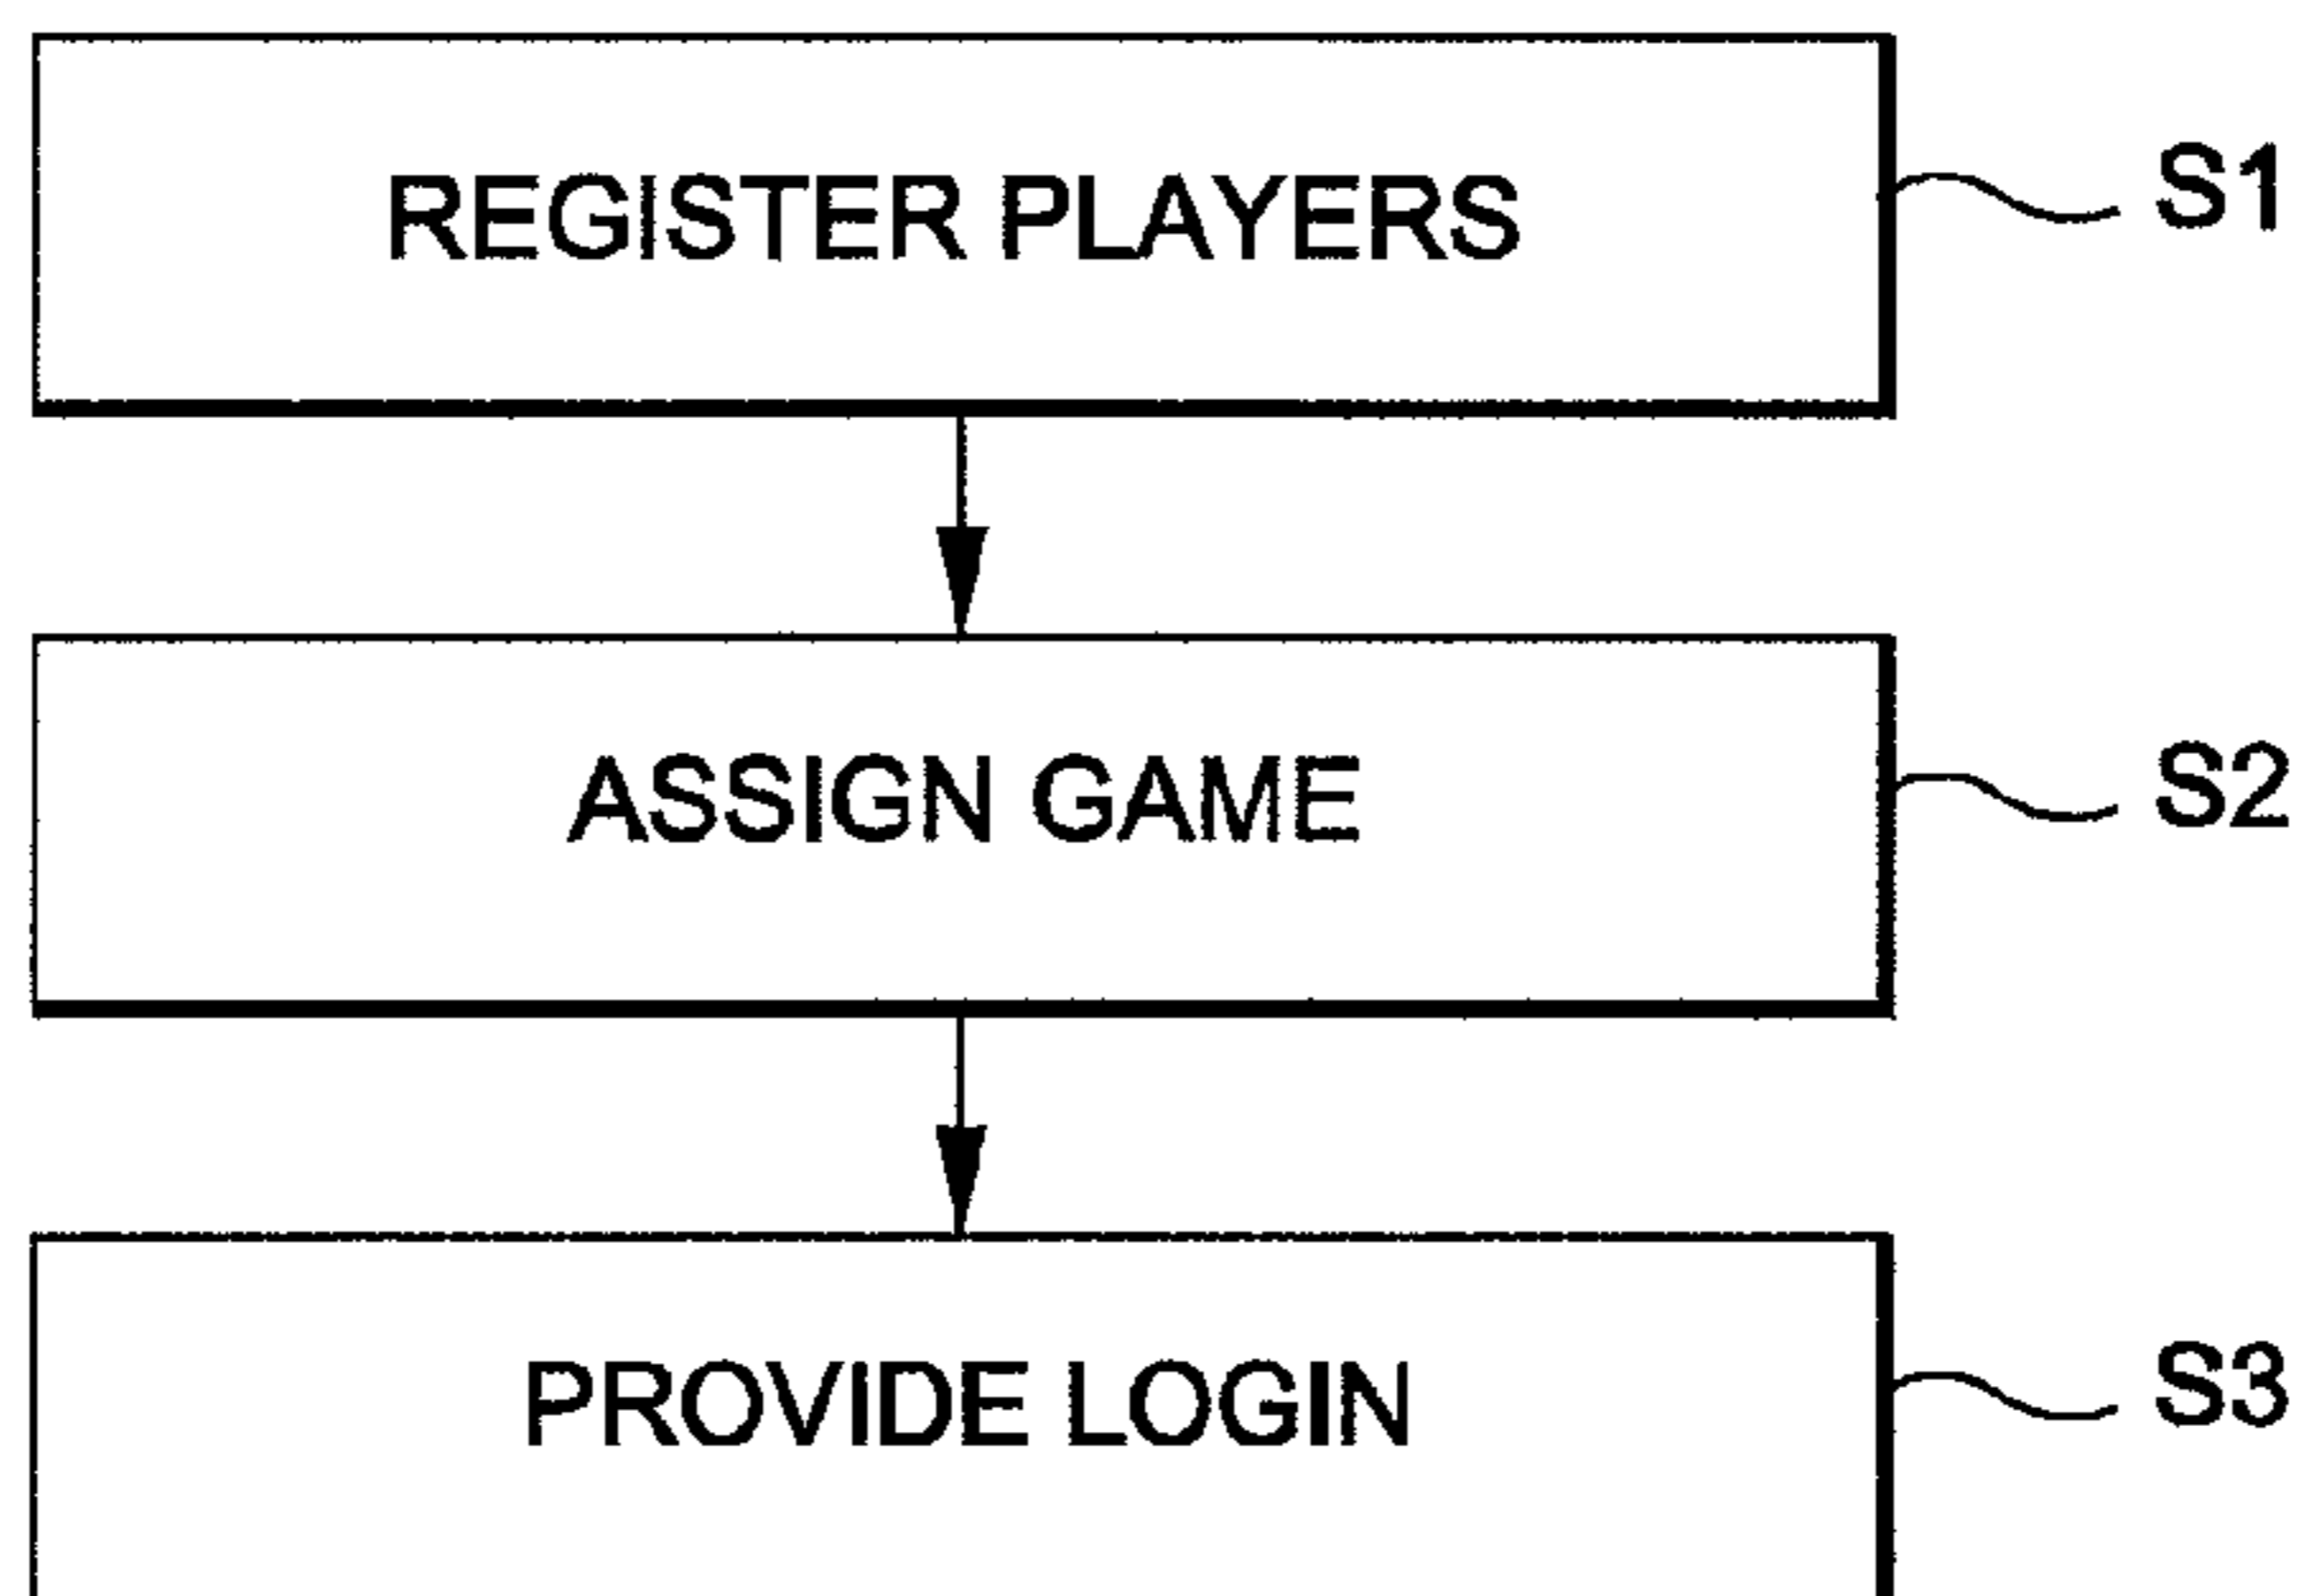 REGISTER PLAYERS
S1
ASSIGN GAME
S2
PROVIDE LOGIN
S3